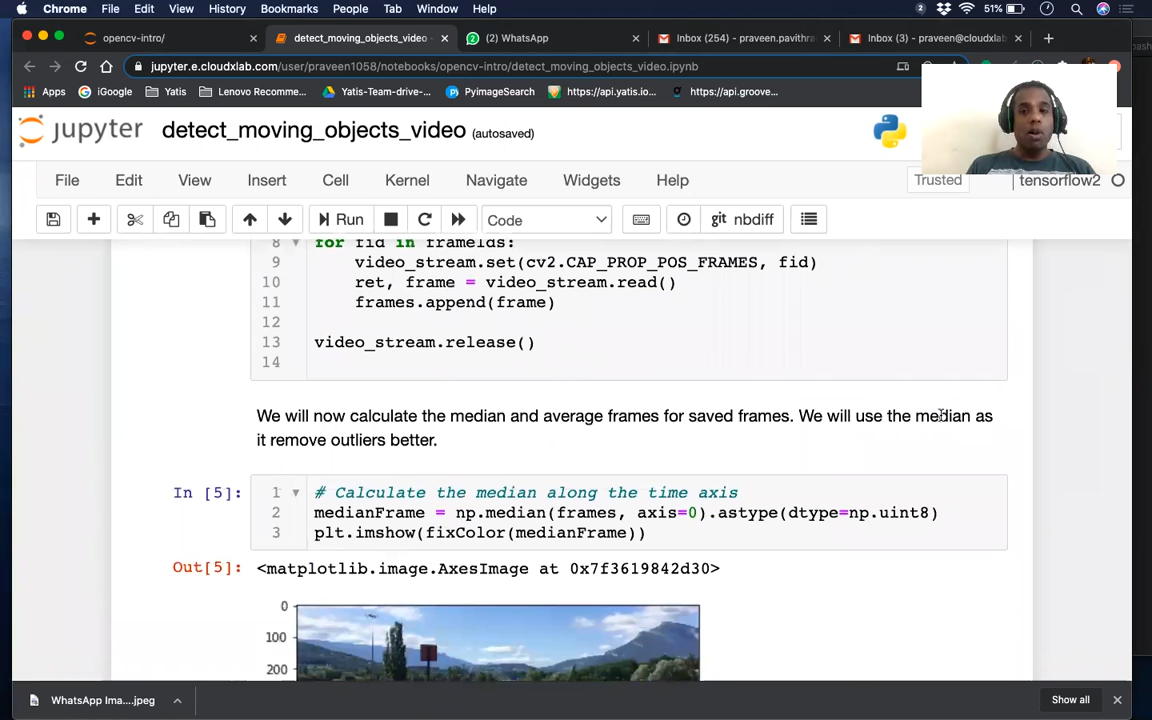 Chrome File Edit View History Bookmarks People Tab Window Help 2 51%
opencv-intro/ × detect_moving_objects_video × (2) WhatsApp × Inbox (254) - praveen.pavithra × Inbox (3) - praveen@cloudxlab ×
jupyter.e.cloudxlab.com/user/praveen1058/notebooks/opencv-intro/detect_moving_objects_video.ipynb
Apps iGoogle Yatis Lenovo Recomme... Yatis-Team-drive-... PyimageSearch https://api.yatis.io... https://api.groove...
jupyter detect_moving_objects_video (autosaved)
File Edit View Insert Cell Kernel Navigate Widgets Help Trusted tensorflow2
Run Code git nbdiff
8 for fid in frameIds:
9 video_stream.set(cv2.CAP_PROP_POS_FRAMES, fid)
10 ret, frame = video_stream.read()
11 frames.append(frame)
12
13 video_stream.release()
14
We will now calculate the median and average frames for saved frames. We will use the median as
it remove outliers better.
In [5]: 1 # Calculate the median along the time axis
2 medianFrame = np.median(frames, axis=0).astype(dtype=np.uint8)
3 plt.imshow(fixColor(medianFrame))
Out[5]: <matplotlib.image.AxesImage at 0x7f3619842d30>
0
100
200
WhatsApp Ima....jpeg Show all